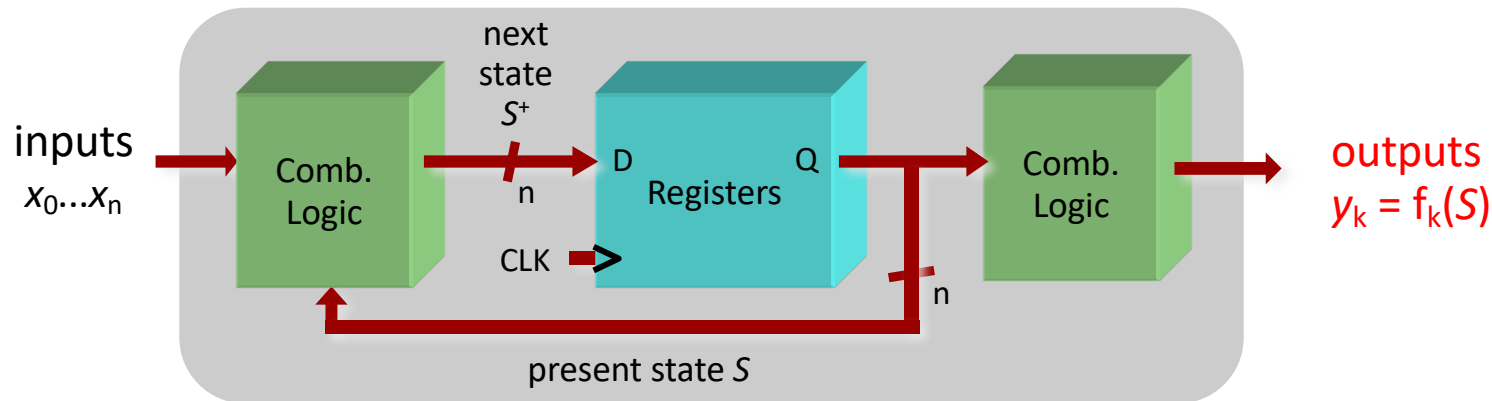 next
state
S⁺
inputs
x₀...xₙ
Comb.
Logic
n
D
Q
Registers
CLK
Comb.
Logic
outputs
yₖ = fₖ(S)
n
present state S